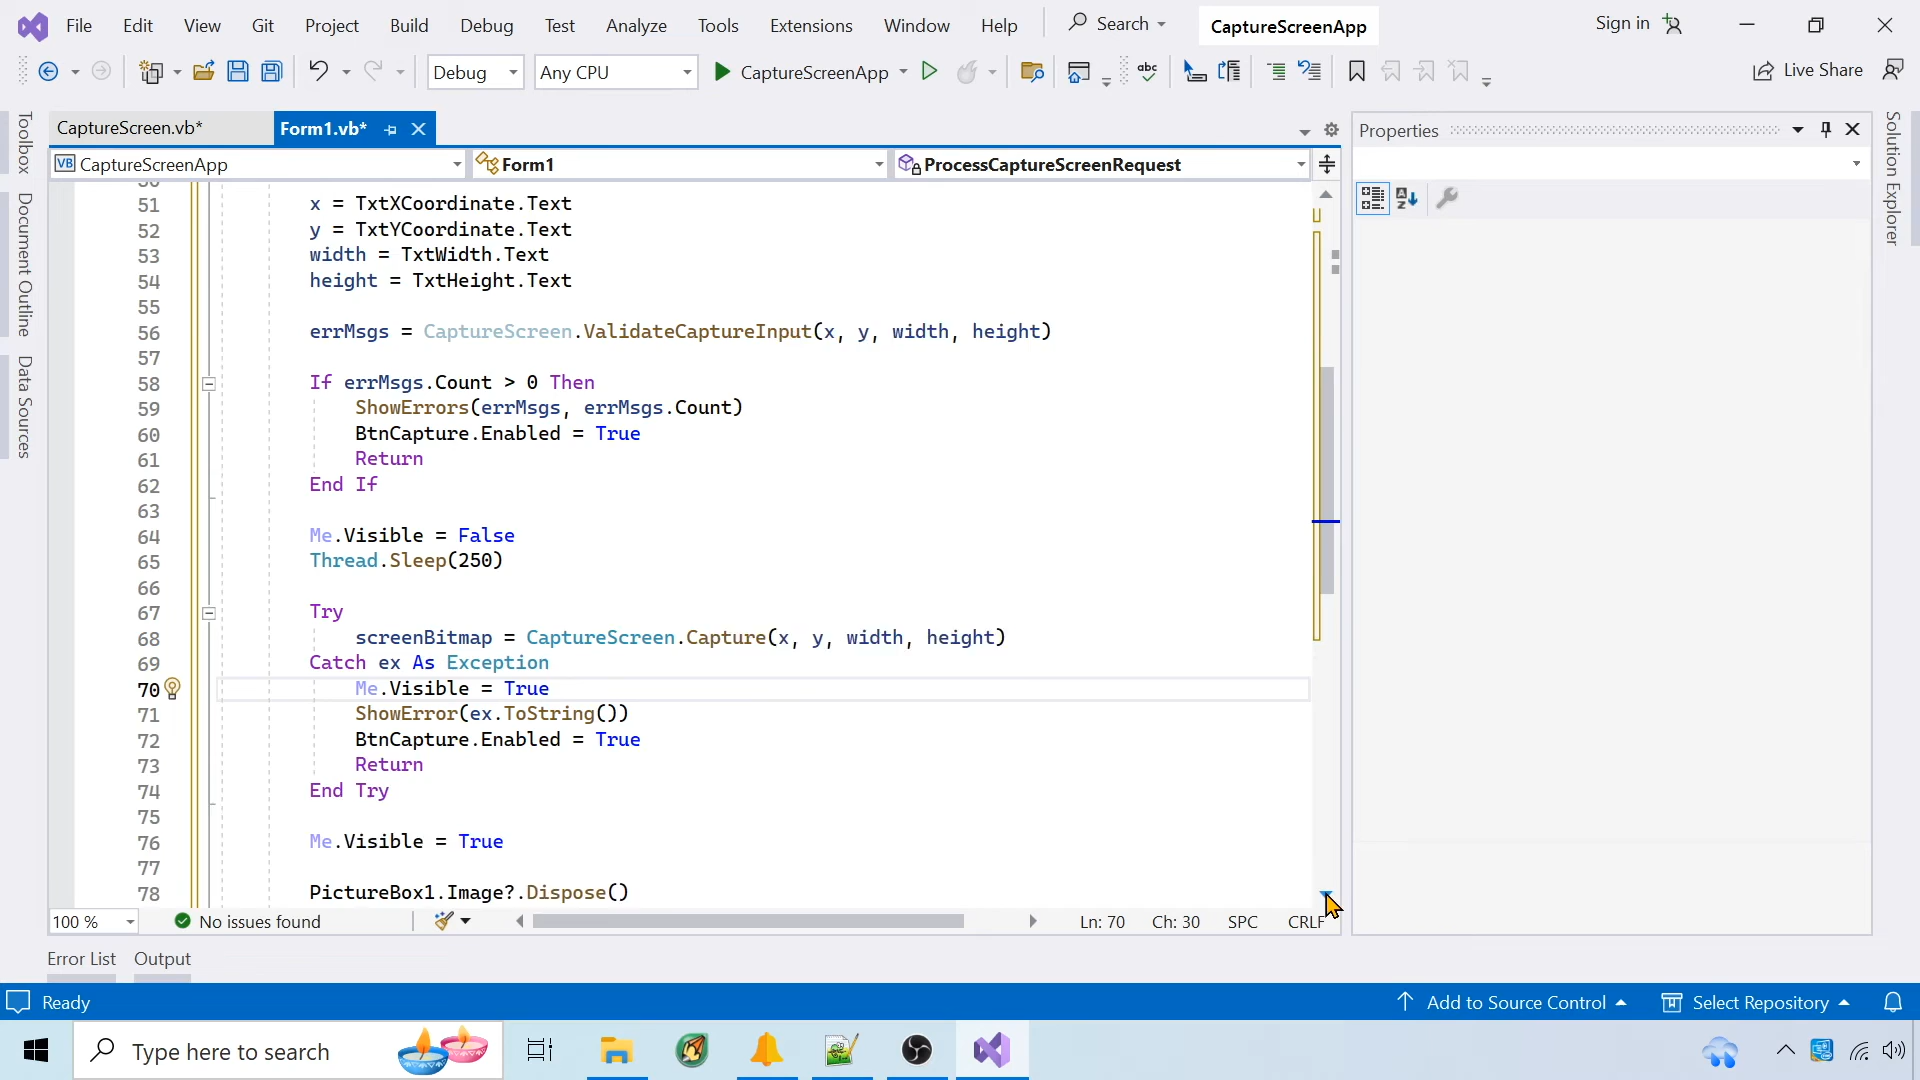 File Edit View Git Project Build Debug Test Analyze Tools Extensions Window Help Search CaptureScreenApp Sign in
Debug Any CPU CaptureScreenApp Live Share
CaptureScreen.vb* Form1.vb*
Properties
CaptureScreenApp Form1 ProcessCaptureScreenRequest
Toolbox
Document Outline
Data Sources
Solution Explorer
51 x = TxtXCoordinate.Text
52 y = TxtYCoordinate.Text
53 width = TxtWidth.Text
54 height = TxtHeight.Text
55
56 errMsgs = CaptureScreen.ValidateCaptureInput(x, y, width, height)
57
58 If errMsgs.Count > 0 Then
59 ShowErrors(errMsgs, errMsgs.Count)
60 BtnCapture.Enabled = True
61 Return
62 End If
63
64 Me.Visible = False
65 Thread.Sleep(250)
66
67 Try
68 screenBitmap = CaptureScreen.Capture(x, y, width, height)
69 Catch ex As Exception
70 Me.Visible = True
71 ShowError(ex.ToString())
72 BtnCapture.Enabled = True
73 Return
74 End Try
75
76 Me.Visible = True
77
78 PictureBox1.Image?.Dispose()
100 % No issues found Ln: 70 Ch: 30 SPC CRLF
Error List Output
Ready Add to Source Control Select Repository
Type here to search